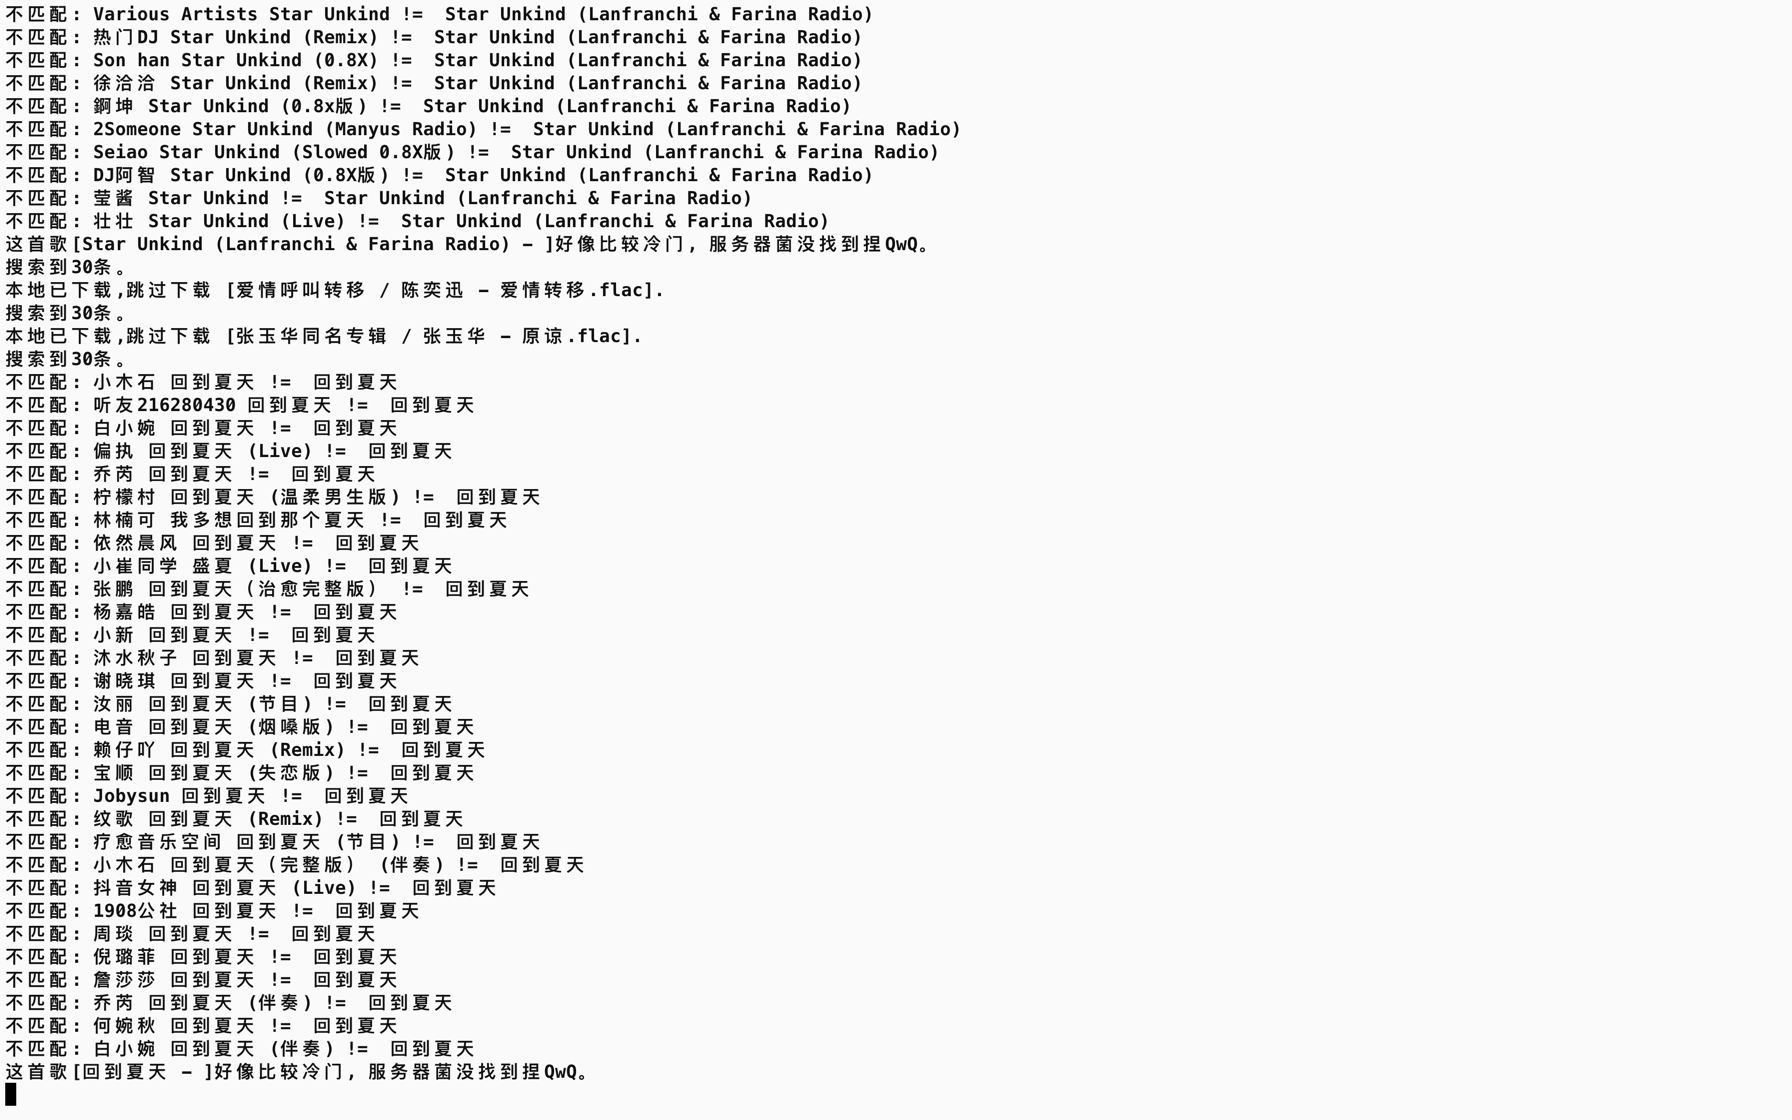 不匹配: Various Artists Star Unkind !=  Star Unkind (Lanfranchi & Farina Radio)
不匹配: 热门DJ Star Unkind (Remix) !=  Star Unkind (Lanfranchi & Farina Radio)
不匹配: Son han Star Unkind (0.8X) !=  Star Unkind (Lanfranchi & Farina Radio)
不匹配: 徐洽洽 Star Unkind (Remix) !=  Star Unkind (Lanfranchi & Farina Radio)
不匹配: 錒坤 Star Unkind (0.8x版) !=  Star Unkind (Lanfranchi & Farina Radio)
不匹配: 2Someone Star Unkind (Manyus Radio) !=  Star Unkind (Lanfranchi & Farina Radio)
不匹配: Seiao Star Unkind (Slowed 0.8X版) !=  Star Unkind (Lanfranchi & Farina Radio)
不匹配: DJ阿智 Star Unkind (0.8X版) !=  Star Unkind (Lanfranchi & Farina Radio)
不匹配: 莹酱 Star Unkind !=  Star Unkind (Lanfranchi & Farina Radio)
不匹配: 壮壮 Star Unkind (Live) !=  Star Unkind (Lanfranchi & Farina Radio)
这首歌[Star Unkind (Lanfranchi & Farina Radio) - ]好像比较冷门, 服务器菌没找到捏QwQ。
搜索到30条。
本地已下载,跳过下载 [爱情呼叫转移 / 陈奕迅 - 爱情转移.flac].
搜索到30条。
本地已下载,跳过下载 [张玉华同名专辑 / 张玉华 - 原谅.flac].
搜索到30条。
不匹配: 小木石 回到夏天 !=  回到夏天
不匹配: 听友216280430 回到夏天 !=  回到夏天
不匹配: 白小婉 回到夏天 !=  回到夏天
不匹配: 偏执 回到夏天 (Live) !=  回到夏天
不匹配: 乔芮 回到夏天 !=  回到夏天
不匹配: 柠檬村 回到夏天 (温柔男生版) !=  回到夏天
不匹配: 林楠可 我多想回到那个夏天 !=  回到夏天
不匹配: 依然晨风 回到夏天 !=  回到夏天
不匹配: 小崔同学 盛夏 (Live) !=  回到夏天
不匹配: 张鹏 回到夏天（治愈完整版） !=  回到夏天
不匹配: 杨嘉皓 回到夏天 !=  回到夏天
不匹配: 小新 回到夏天 !=  回到夏天
不匹配: 沐水秋子 回到夏天 !=  回到夏天
不匹配: 谢晓琪 回到夏天 !=  回到夏天
不匹配: 汝丽 回到夏天 (节目) !=  回到夏天
不匹配: 电音 回到夏天 (烟嗓版) !=  回到夏天
不匹配: 赖仔吖 回到夏天 (Remix) !=  回到夏天
不匹配: 宝顺 回到夏天 (失恋版) !=  回到夏天
不匹配: Jobysun 回到夏天 !=  回到夏天
不匹配: 纹歌 回到夏天 (Remix) !=  回到夏天
不匹配: 疗愈音乐空间 回到夏天 (节目) !=  回到夏天
不匹配: 小木石 回到夏天（完整版） (伴奏) !=  回到夏天
不匹配: 抖音女神 回到夏天 (Live) !=  回到夏天
不匹配: 1908公社 回到夏天 !=  回到夏天
不匹配: 周琰 回到夏天 !=  回到夏天
不匹配: 倪璐菲 回到夏天 !=  回到夏天
不匹配: 詹莎莎 回到夏天 !=  回到夏天
不匹配: 乔芮 回到夏天 (伴奏) !=  回到夏天
不匹配: 何婉秋 回到夏天 !=  回到夏天
不匹配: 白小婉 回到夏天 (伴奏) !=  回到夏天
这首歌[回到夏天 - ]好像比较冷门, 服务器菌没找到捏QwQ。